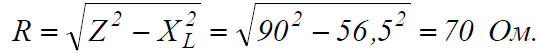 R = √(Z² − X_L²) = √(90² − 56,5²) = 70 Ом.